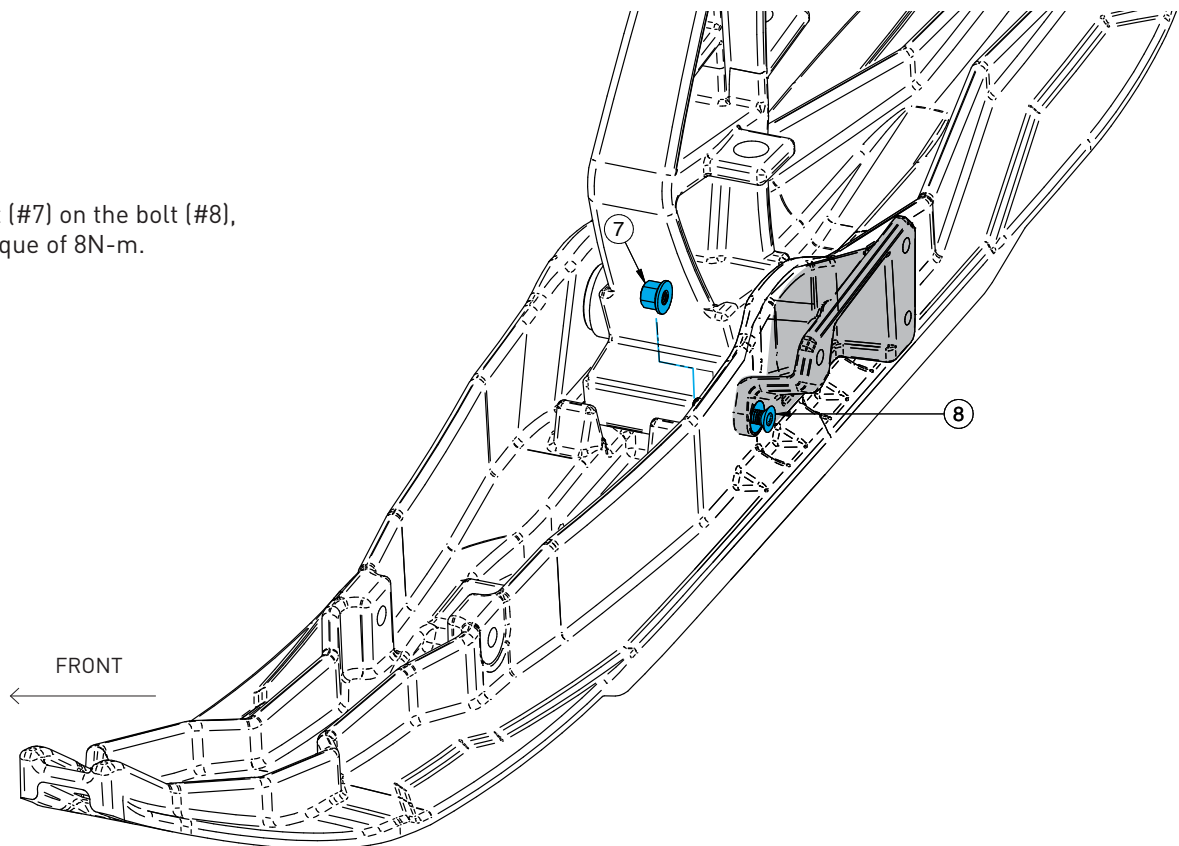 (#7) on the bolt (#8),
que of 8N-m.
7
8
FRONT